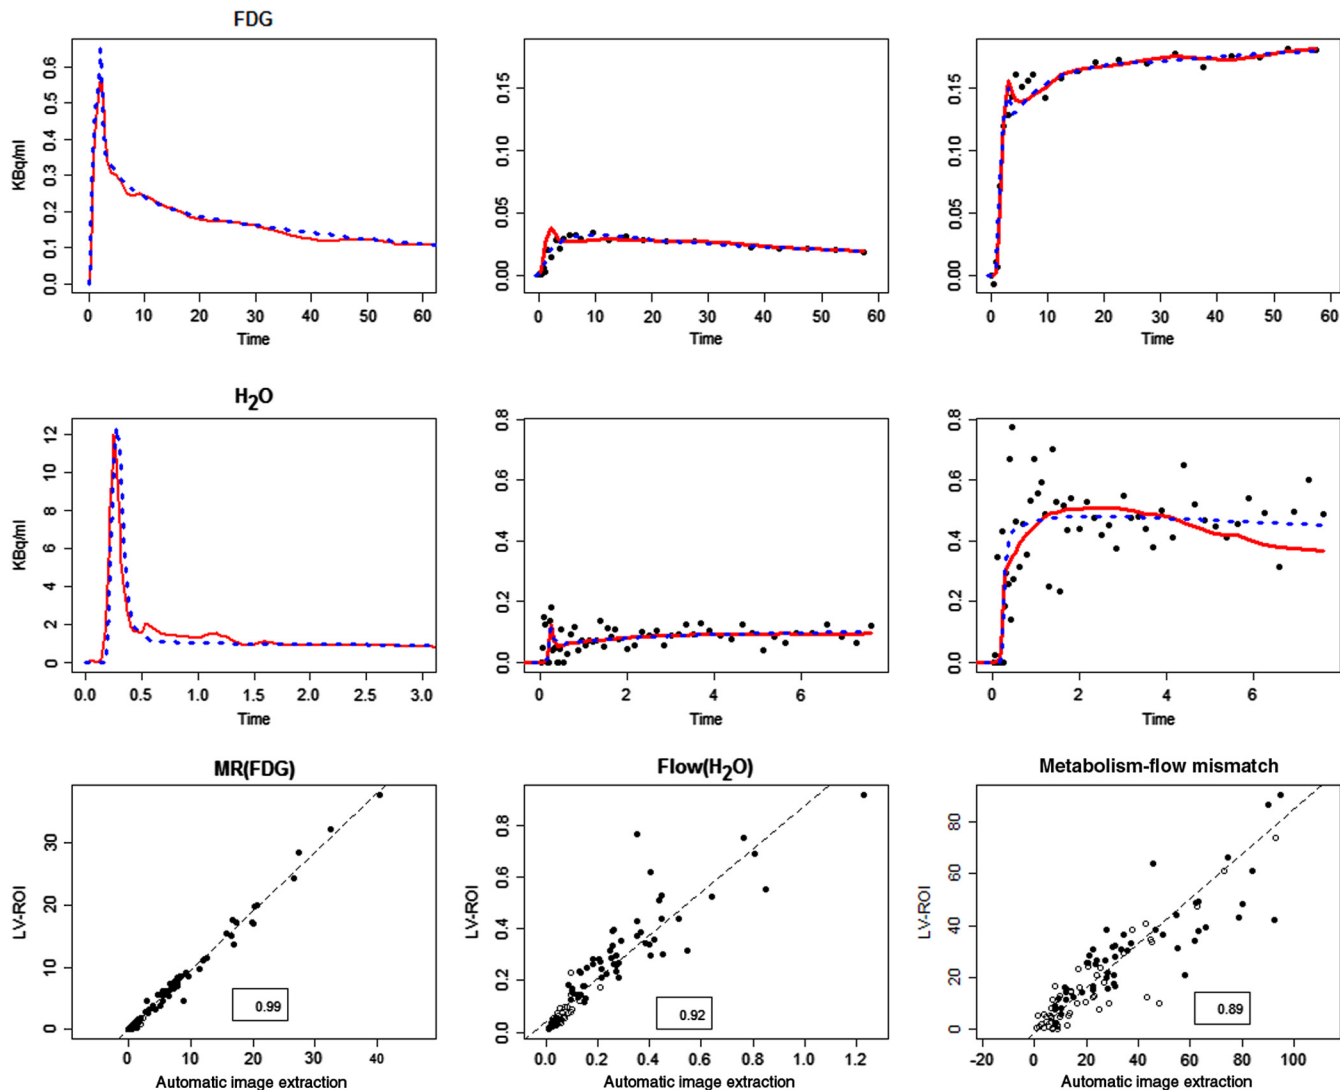 FDG
KBq/ml
0.0 0.1 0.2 0.3 0.4 0.5 0.6
0 10 20 30 40 50 60
Time
0.00 0.05 0.10 0.15
0 10 20 30 40 50 60
Time
0.00 0.05 0.10 0.15
0 10 20 30 40 50 60
Time
H₂O
KBq/ml
0 2 4 6 8 10 12
0.0 0.5 1.0 1.5 2.0 2.5 3.0
Time
0.0 0.2 0.4 0.6 0.8
0 2 4 6
Time
0.0 0.2 0.4 0.6 0.8
0 2 4 6
Time
MR(FDG)
LV-ROI
0 10 20 30
0.99
0 10 20 30 40
Automatic image extraction
Flow(H₂O)
LV-ROI
0.0 0.2 0.4 0.6 0.8
0.92
0.0 0.2 0.4 0.6 0.8 1.0 1.2
Automatic image extraction
Metabolism-flow mismatch
LV-ROI
0 20 40 60 80
0.89
-20 0 20 40 60 80 100
Automatic image extraction